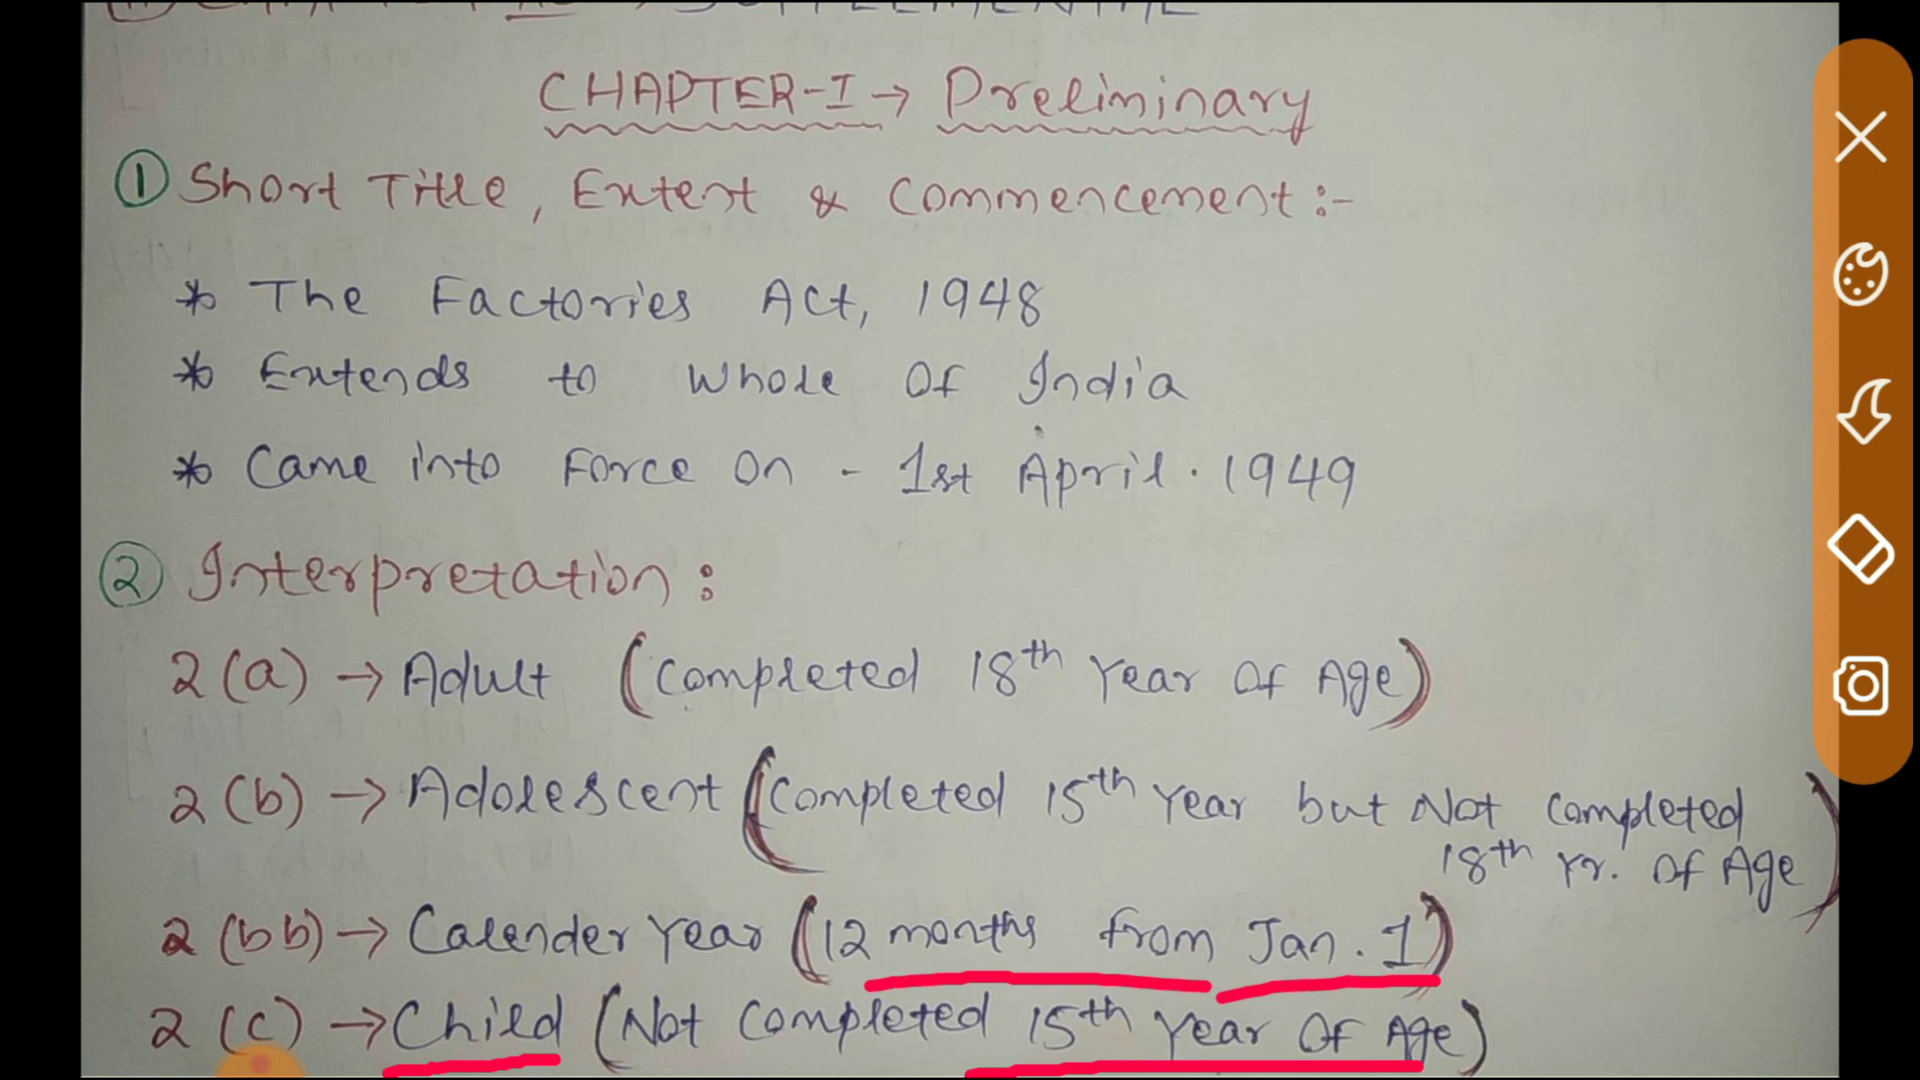 CHAPTER-I → Preliminary
① Short Title, Extent & Commencement :-
* The Factories Act, 1948
* Extends to Whole Of India
* Came into Force On - 1st April. 1949
② Interpretation :
2(a) → Adult (Completed 18th Year Of Age)
2(b) → Adolescent (Completed 15th Year but Not Completed
18th Yr. Of Age)
2(bb) → Calender Year (12 months from Jan. 1)
2(c) → Child (Not Completed 15th Year Of Age)